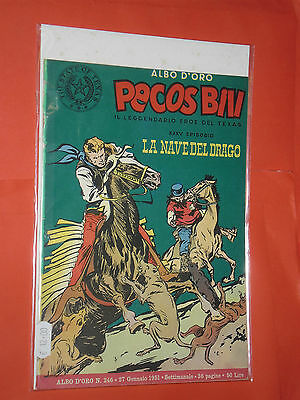 ALBO D'ORO
PECOS BILL
IL LEGGENDARIO EROE DEL TEXAS
XXXV EPISODIO
LA NAVE DEL DRAGO
ALBO D'ORO N. 246 - 27 Gennaio 1951 - Settimanale - 36 pagine - 50 Lire